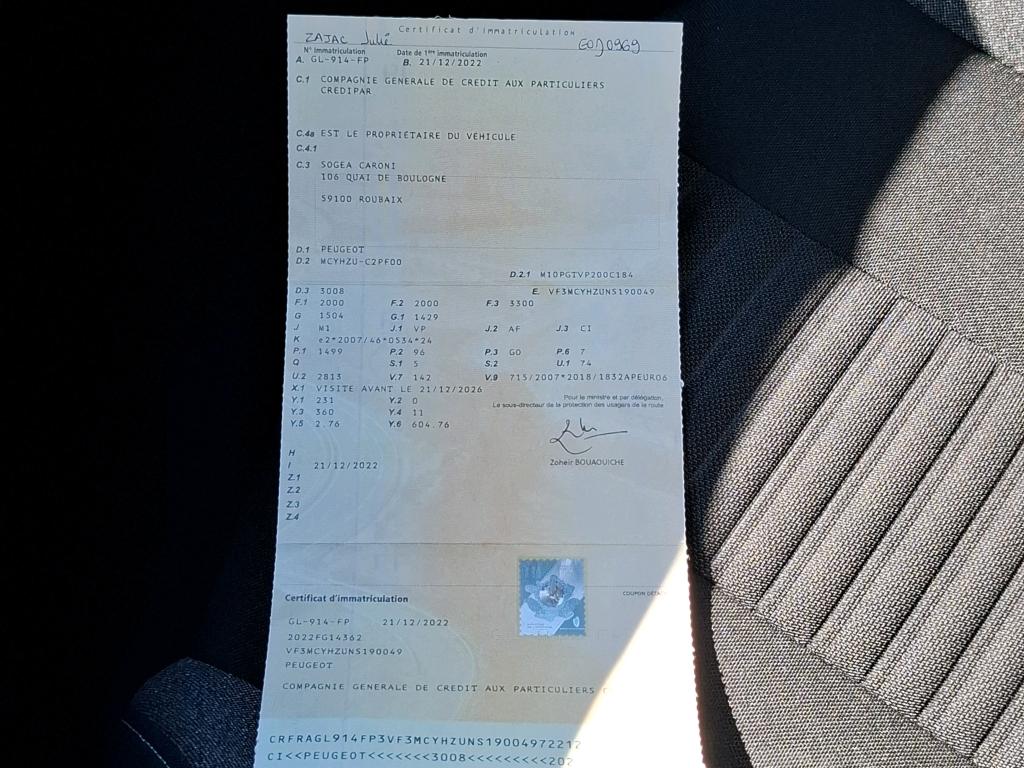 Certificat d'immatriculation
ZAJAC Julie
N° Immatriculation Date de 1ère immatriculation
A. GL-914-FP B. 21/12/2022
C.1 COMPAGNIE GENERALE DE CREDIT AUX PARTICULIERS
CREDIPAR
C.4a EST LE PROPRIÉTAIRE DU VÉHICULE
C.4.1
C.3 SOGEA CARONI
106 QUAI DE BOULOGNE
59100 ROUBAIX
D.1 PEUGEOT
D.2 MCYHZU-C2PF00
D.2.1 M10PGTVP200C184
D.3 3008 E. VF3MCYHZUNS190049
F.1 2000 F.2 2000 F.3 3300
G 1504 G.1 1429
J M1 J.1 VP J.2 AF J.3 CI
K e2*2007/46*0534*24
P.1 1499 P.2 96 P.3 GO P.6 7
Q S.1 5 S.2 U.1 74
U.2 2813 V.7 142 V.9 715/2007*2018/1832APEURO6
X.1 VISITE AVANT LE 21/12/2026
Y.1 231 Y.2 0
Pour le ministre et par délégation,
Le sous-directeur de la protection des usagers de la route
Y.3 360 Y.4 11
Y.5 2.76 Y.6 604.76
Zoheir BOUAOUICHE
H
I 21/12/2022
Z.1
Z.2
Z.3
Z.4
COUPON DÉTA
Certificat d'immatriculation
GL-914-FP 21/12/2022
2022FG14362
VF3MCYHZUNS190049
PEUGEOT
COMPAGNIE GENERALE DE CREDIT AUX PARTICULIERS
CRFRAGL914FP3VF3MCYHZUNS1900497221
CI<<PEUGEOT<<<<<<<3008<<<<<<<<<202